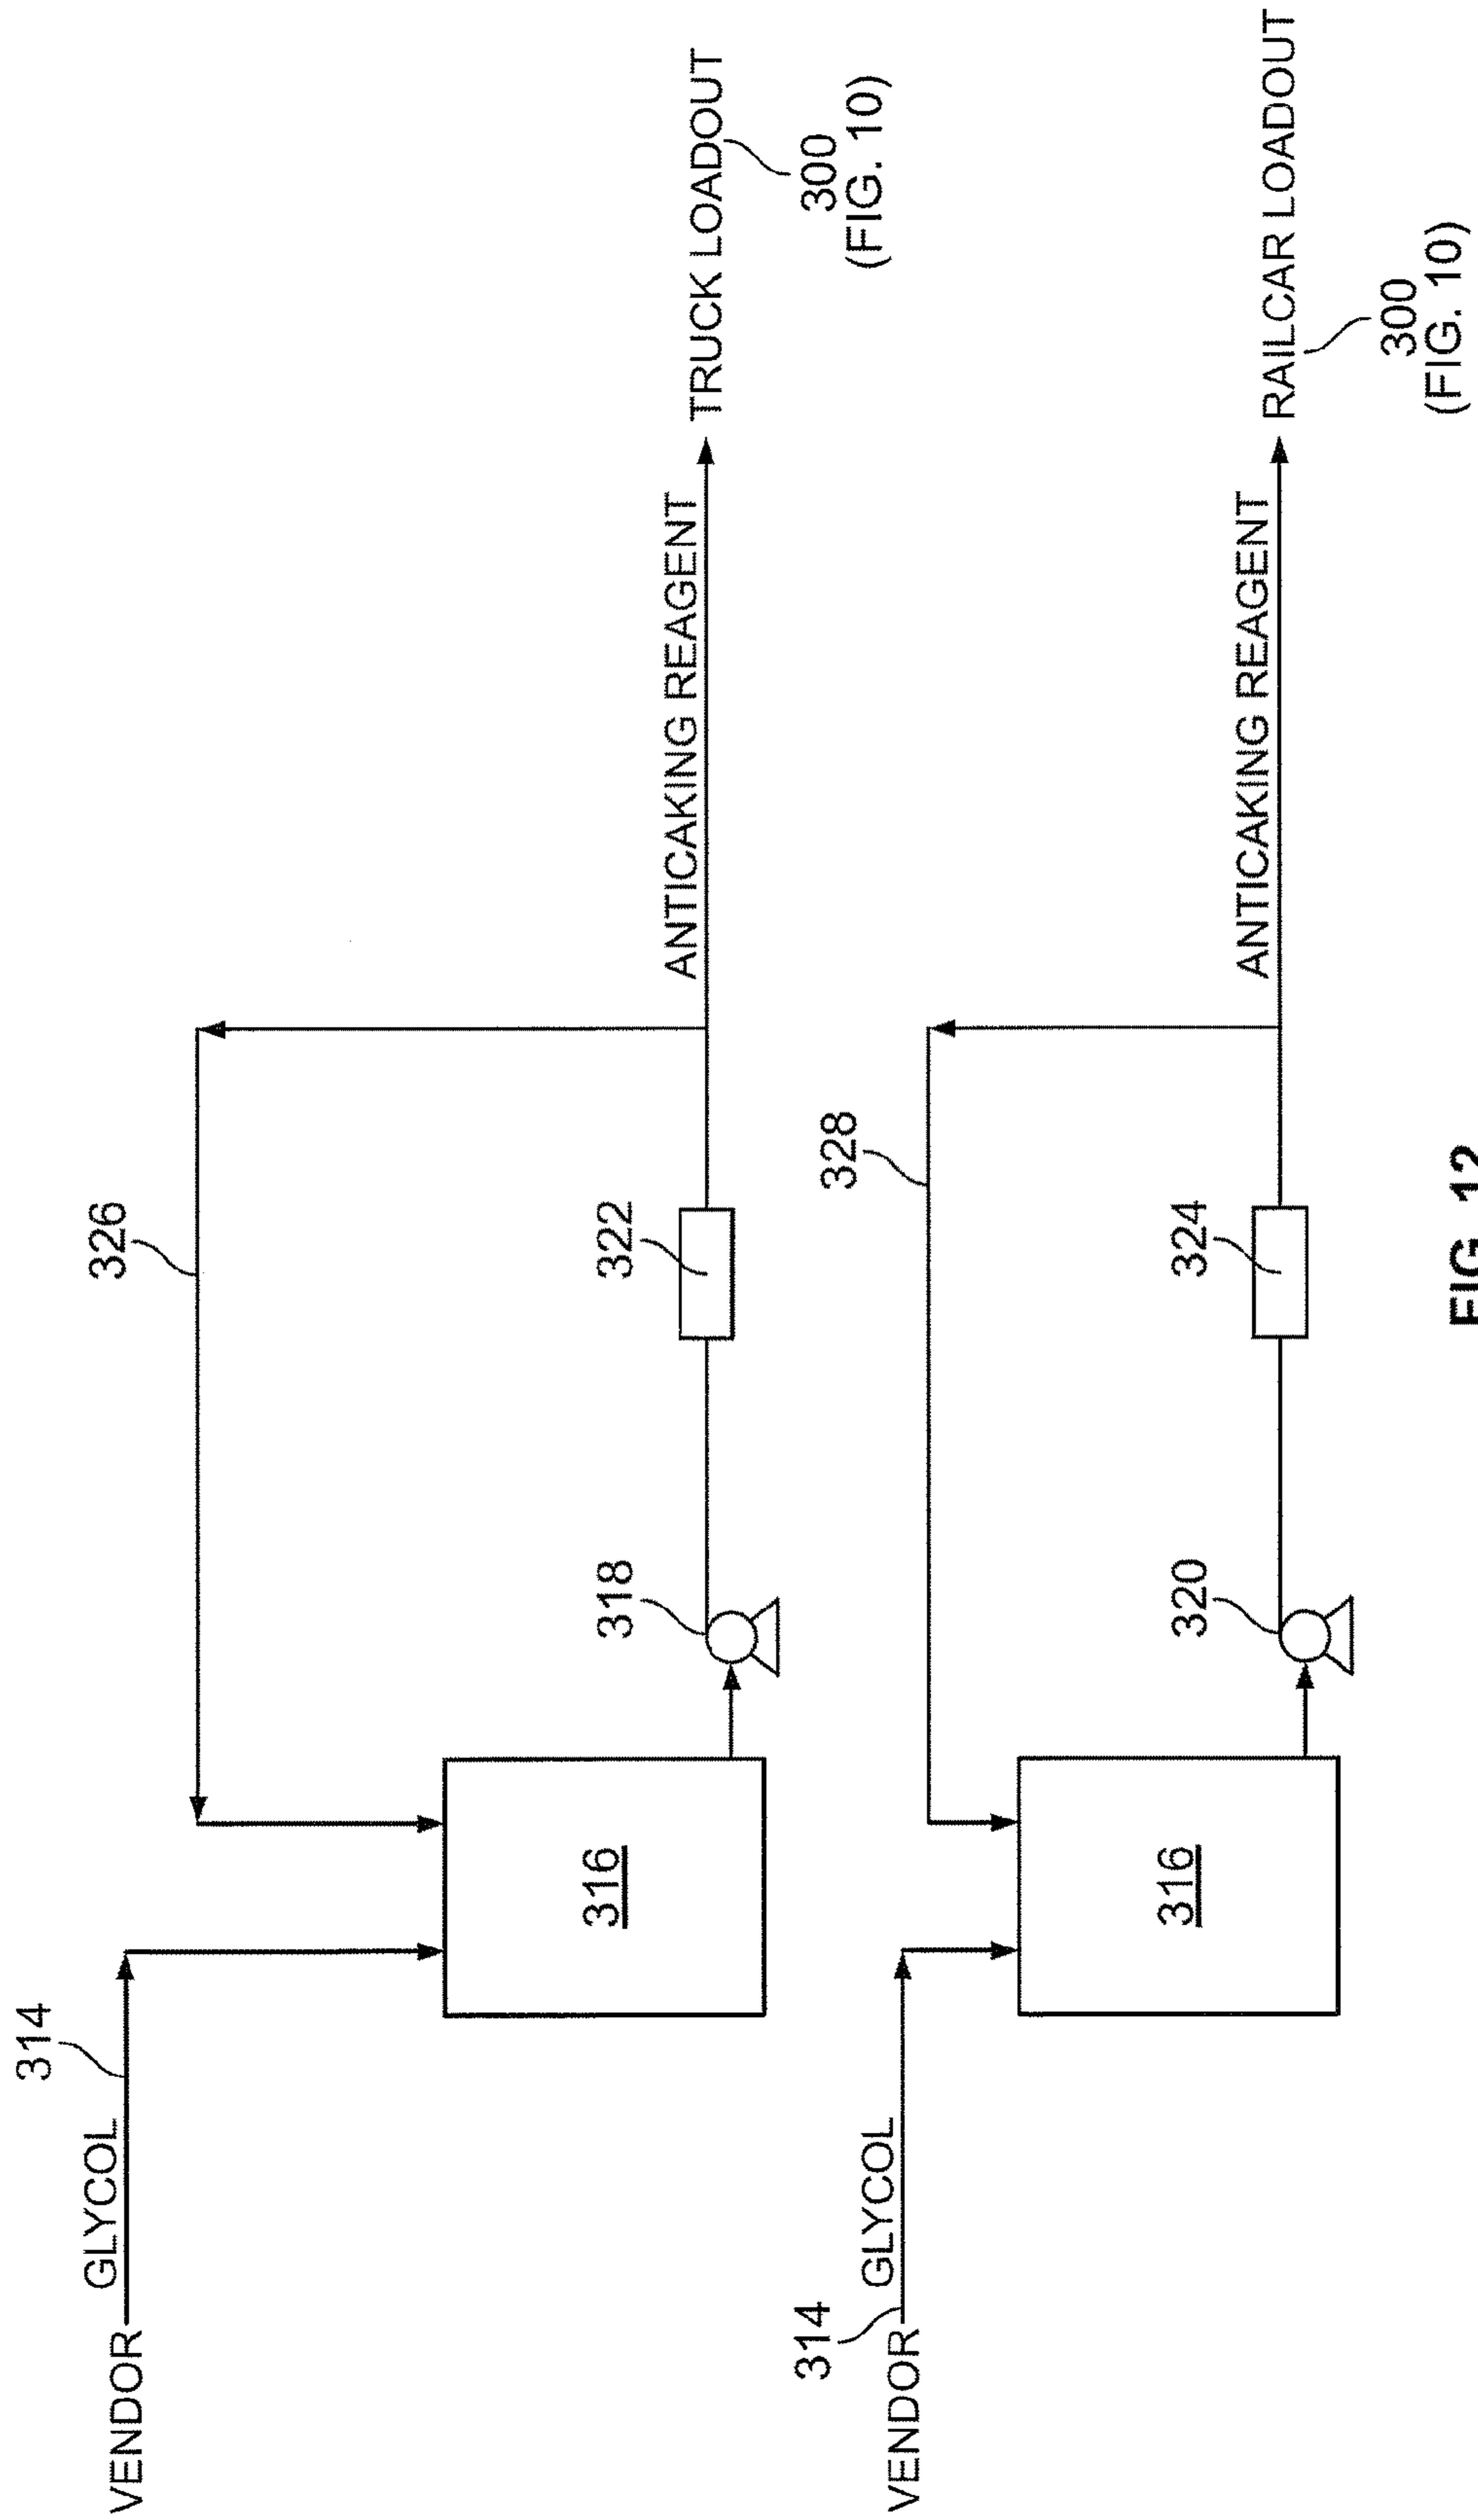 314
VENDOR
GLYCOL
326
316
318
322
ANTICAKING REAGENT
TRUCK LOADOUT
300
(FIG. 10)
314
VENDOR
GLYCOL
328
316
320
324
ANTICAKING REAGENT
RAILCAR LOADOUT
300
(FIG. 10)
FIG. 12